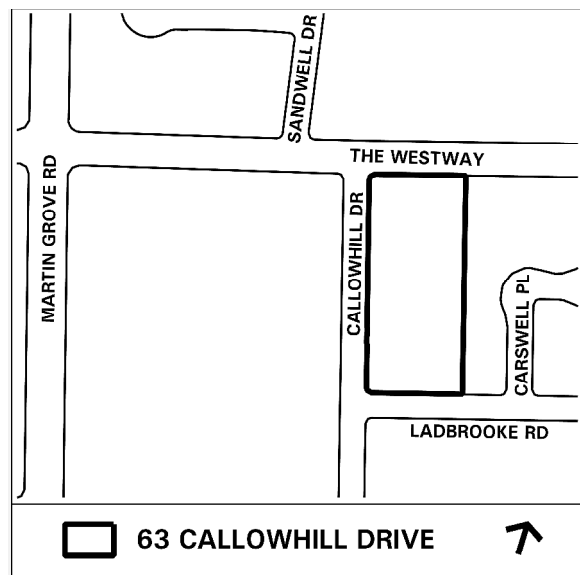 SANDWELL DR
THE WESTWAY
MARTIN GROVE RD
CALLOWHILL DR
CARSWELL PL
LADBROOKE RD
63 CALLOWHILL DRIVE